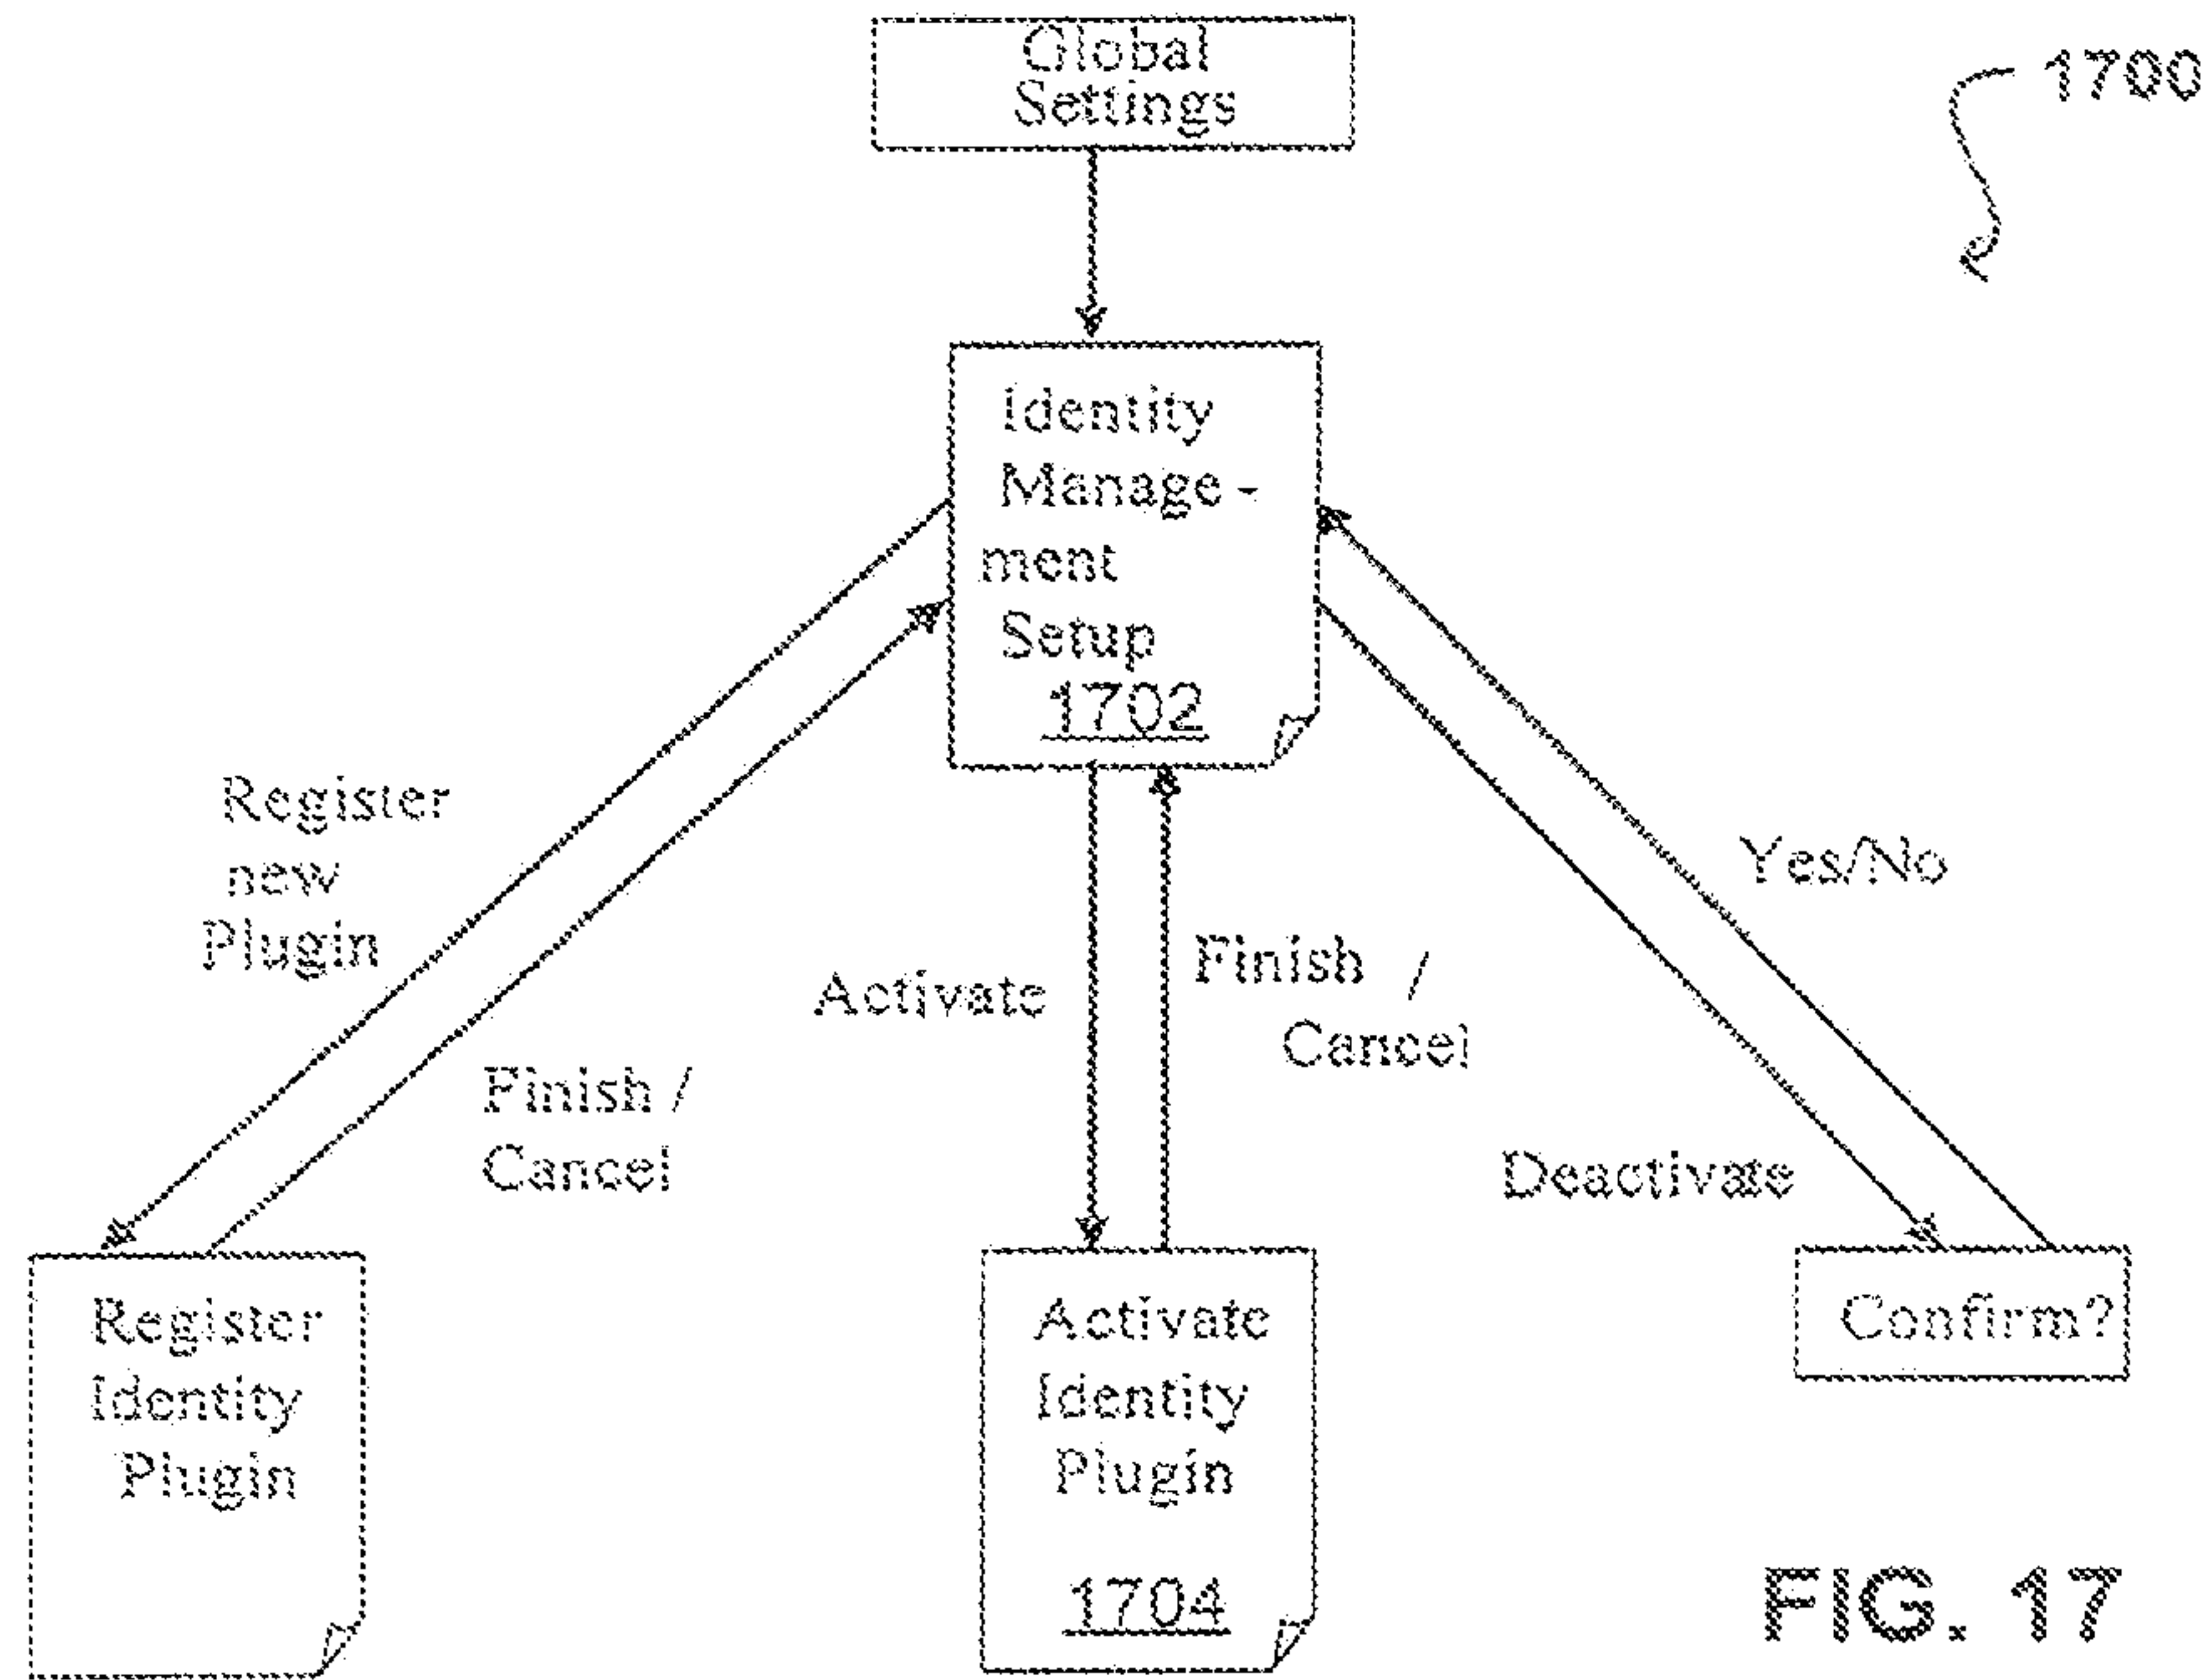 Global
Settings
1700
Identity
Manage -
ment
Setup
1702
Register
new
Plugin
Finish /
Cancel
Activate
Finish /
Cancel
Yes/No
Deactivate
Register
Identity
Plugin
Activate
Identity
Plugin
1704
Confirm?
FIG. 17